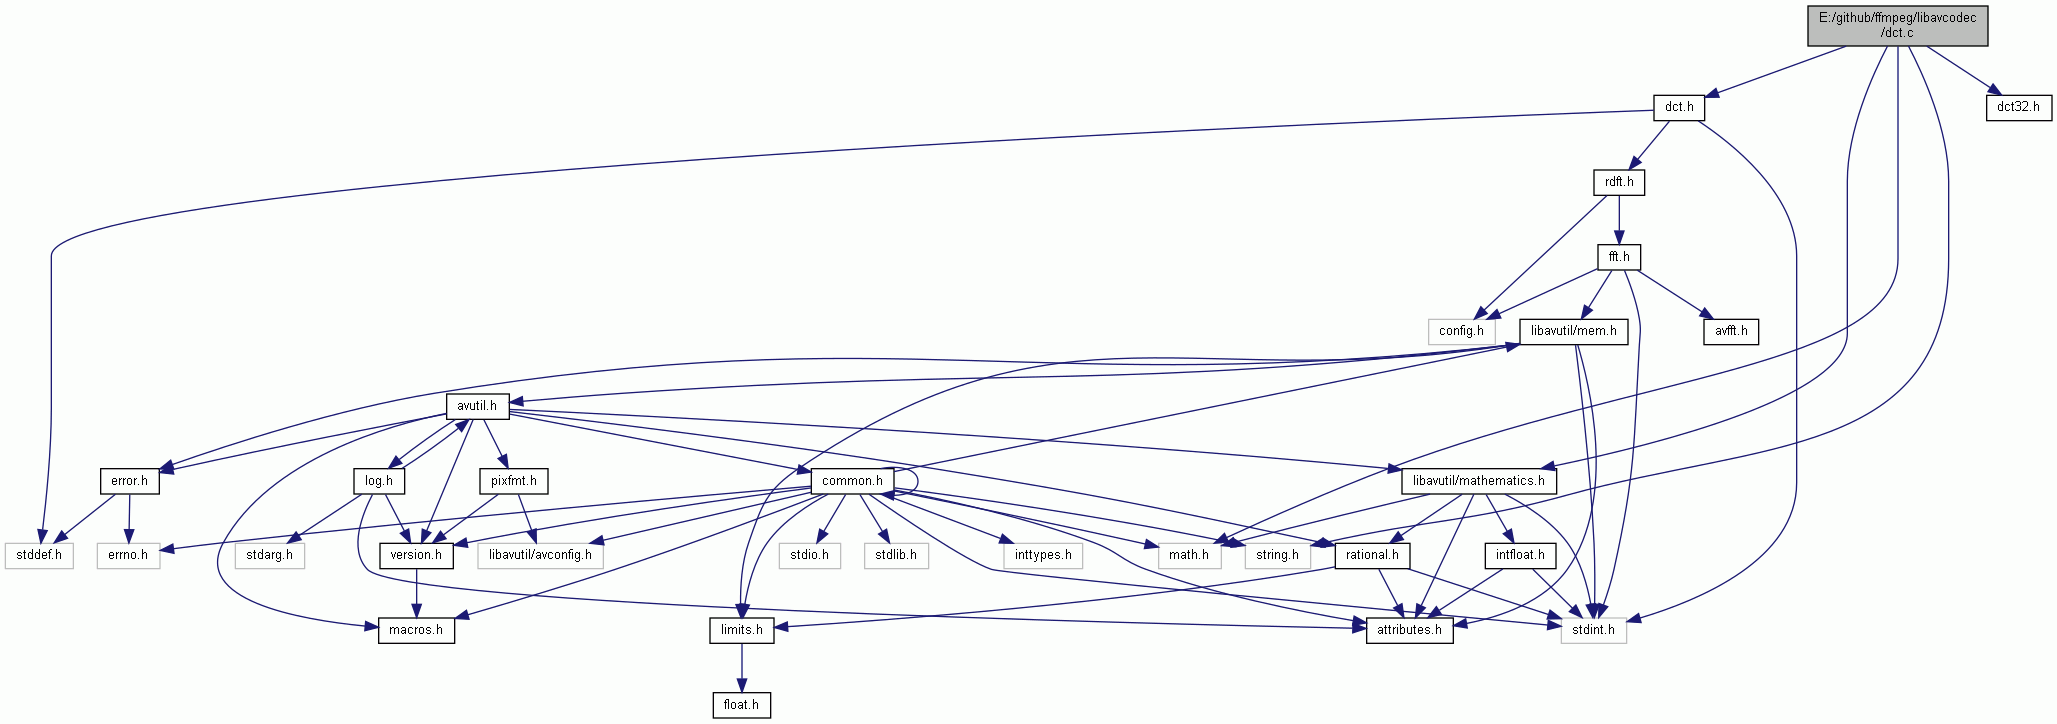 E:/github/ffmpeg/libavcodec
/dct.c
dct.h
dct32.h
rdft.h
fft.h
config.h
libavutil/mem.h
avfft.h
avutil.h
error.h
log.h
pixfmt.h
common.h
libavutil/mathematics.h
stddef.h
errno.h
stdarg.h
version.h
libavutil/avconfig.h
stdio.h
stdlib.h
inttypes.h
math.h
string.h
rational.h
intfloat.h
macros.h
limits.h
attributes.h
stdint.h
float.h